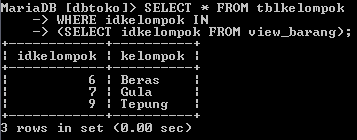 MariaDB [dbtoko]> SELECT * FROM tblkelompok
    -> WHERE idkelompok IN
    -> (SELECT idkelompok FROM view_barang);
+------------+----------+
| idkelompok | kelompok |
+------------+----------+
|          6 | Beras    |
|          7 | Gula     |
|          9 | Tepung   |
+------------+----------+
3 rows in set (0.00 sec)